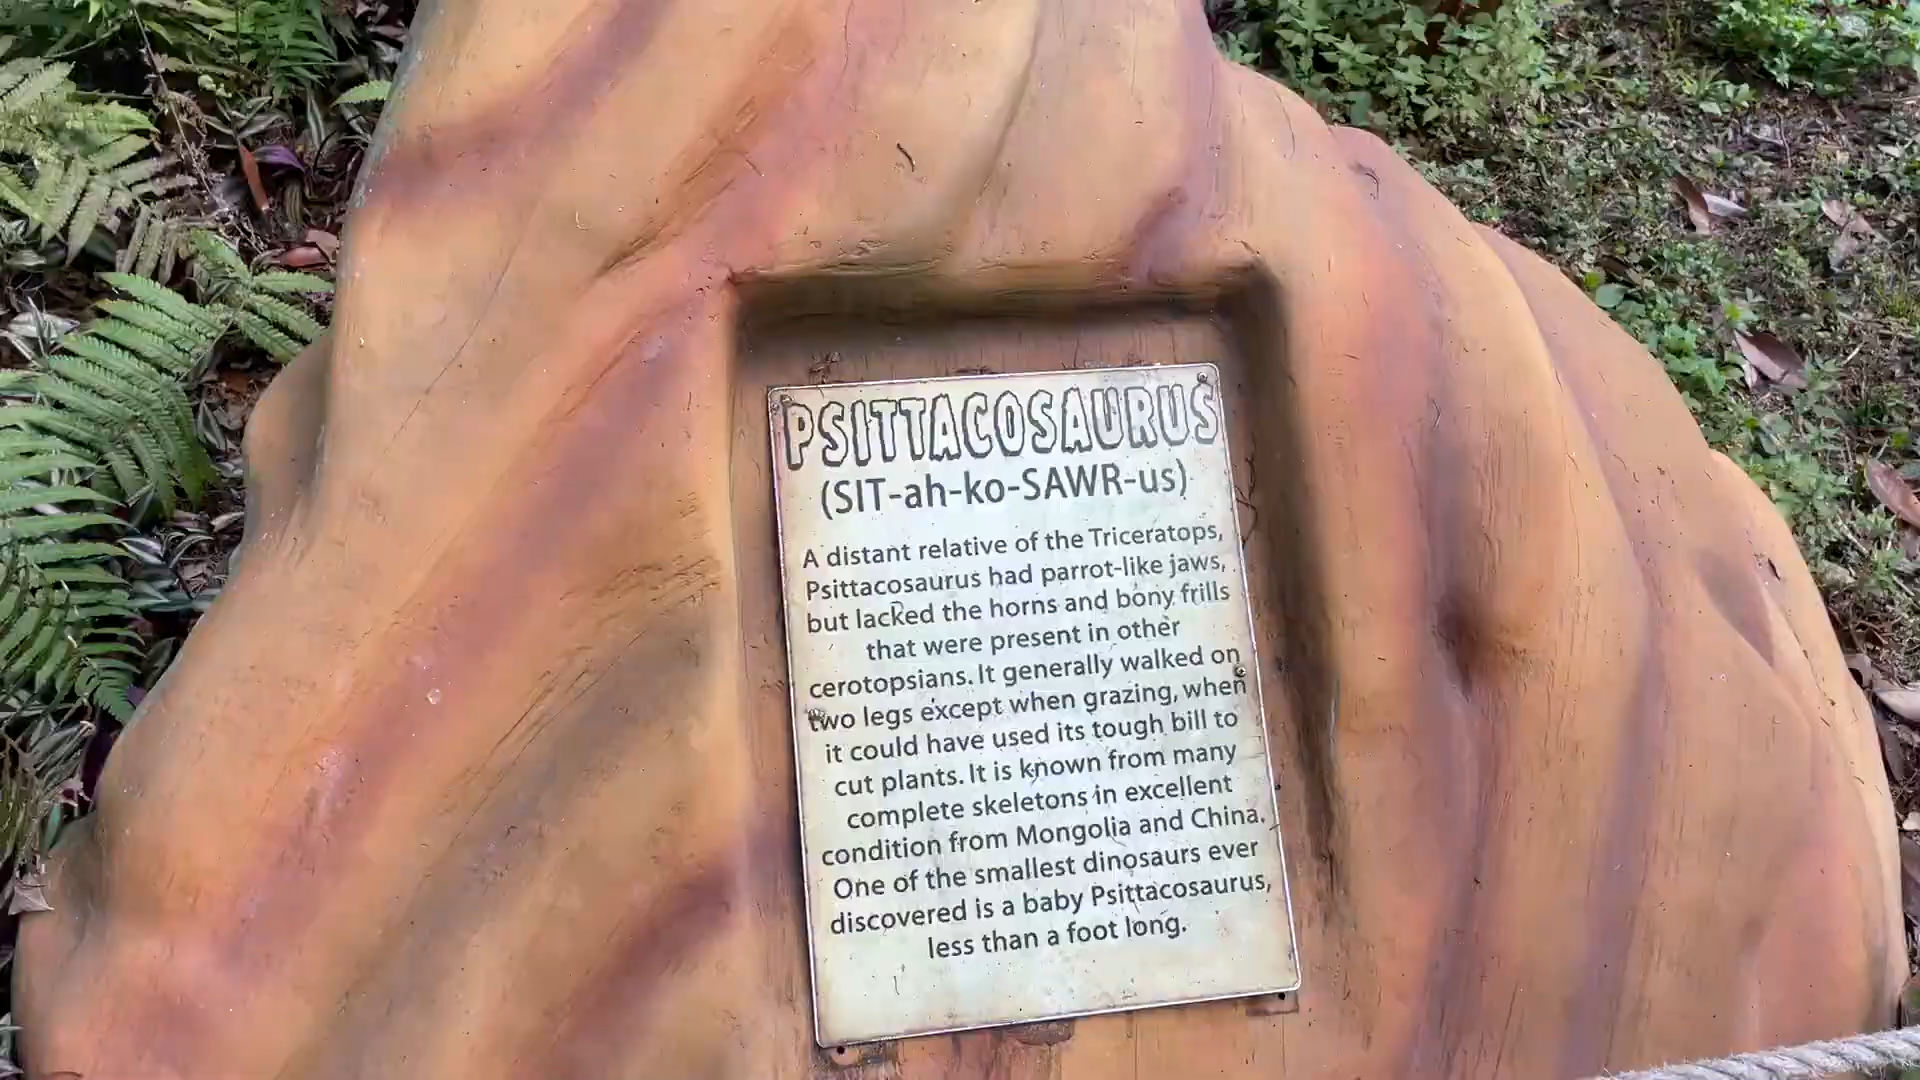 PSITTACOSAURUS
(SIT-ah-ko-SAWR-us)
A distant relative of the Triceratops,
Psittacosaurus had parrot-like jaws,
but lacked the horns and bony frills
that were present in other
cerotopsians. It generally walked on
two legs except when grazing, when
it could have used its tough bill to
cut plants. It is known from many
complete skeletons in excellent
condition from Mongolia and China.
One of the smallest dinosaurs ever
discovered is a baby Psittacosaurus,
less than a foot long.